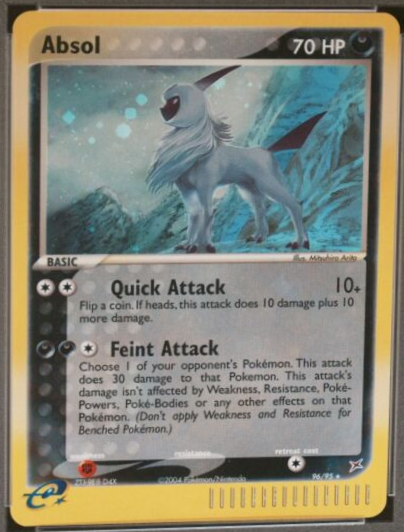 Absol 70 HP
Illus. Mitsuhiro Arita
BASIC
Quick Attack 10+
Flip a coin. If heads, this attack does 10 damage plus 10
more damage.
Feint Attack
Choose 1 of your opponent's Pokémon. This attack
does 30 damage to that Pokemon. This attack's
damage isn't affected by Weakness, Resistance, Poké-
Powers, Poké-Bodies or any other effects on that
Pokémon. (Don't apply Weakness and Resistance for
Benched Pokémon.)
weakness resistance retreat cost
©2004 Pokémon/Nintendo 96/95
e